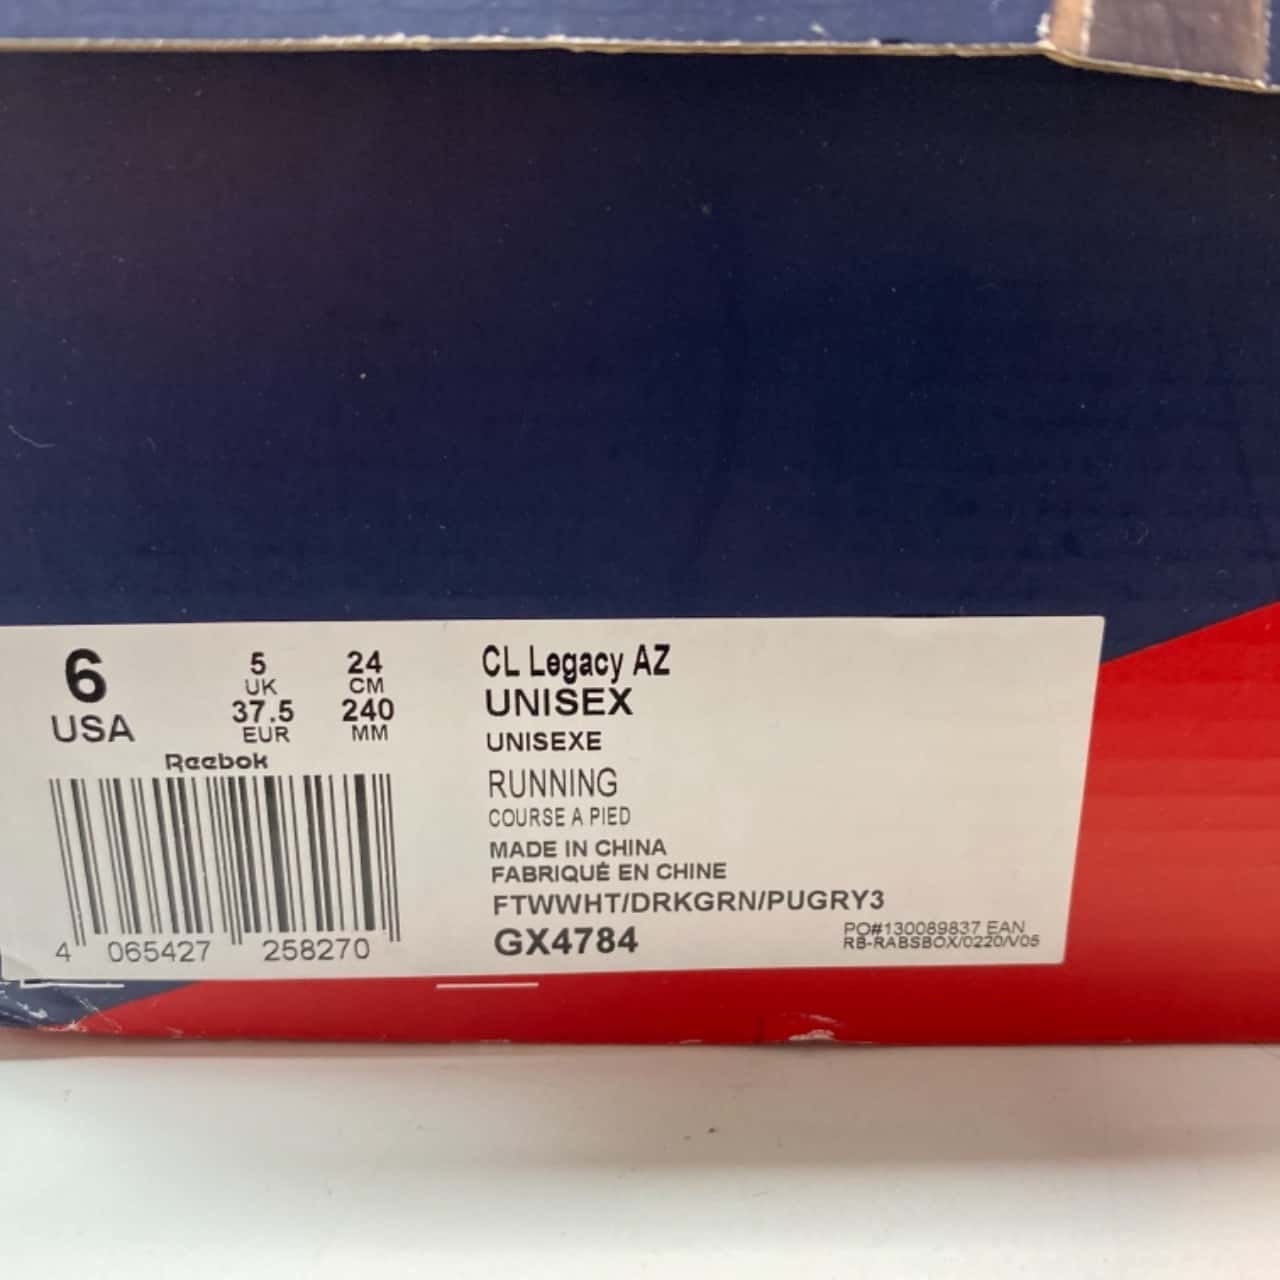 6
USA
5
UK
37.5
EUR
24
CM
240
MM
Reebok
4 065427 258270
CL Legacy AZ
UNISEX
UNISEXE
RUNNING
COURSE A PIED
MADE IN CHINA
FABRIQUÉ EN CHINE
FTWWHT/DRKGRN/PUGRY3
GX4784
PO#130089837 EAN
RB-RABSBOX/0220/V05